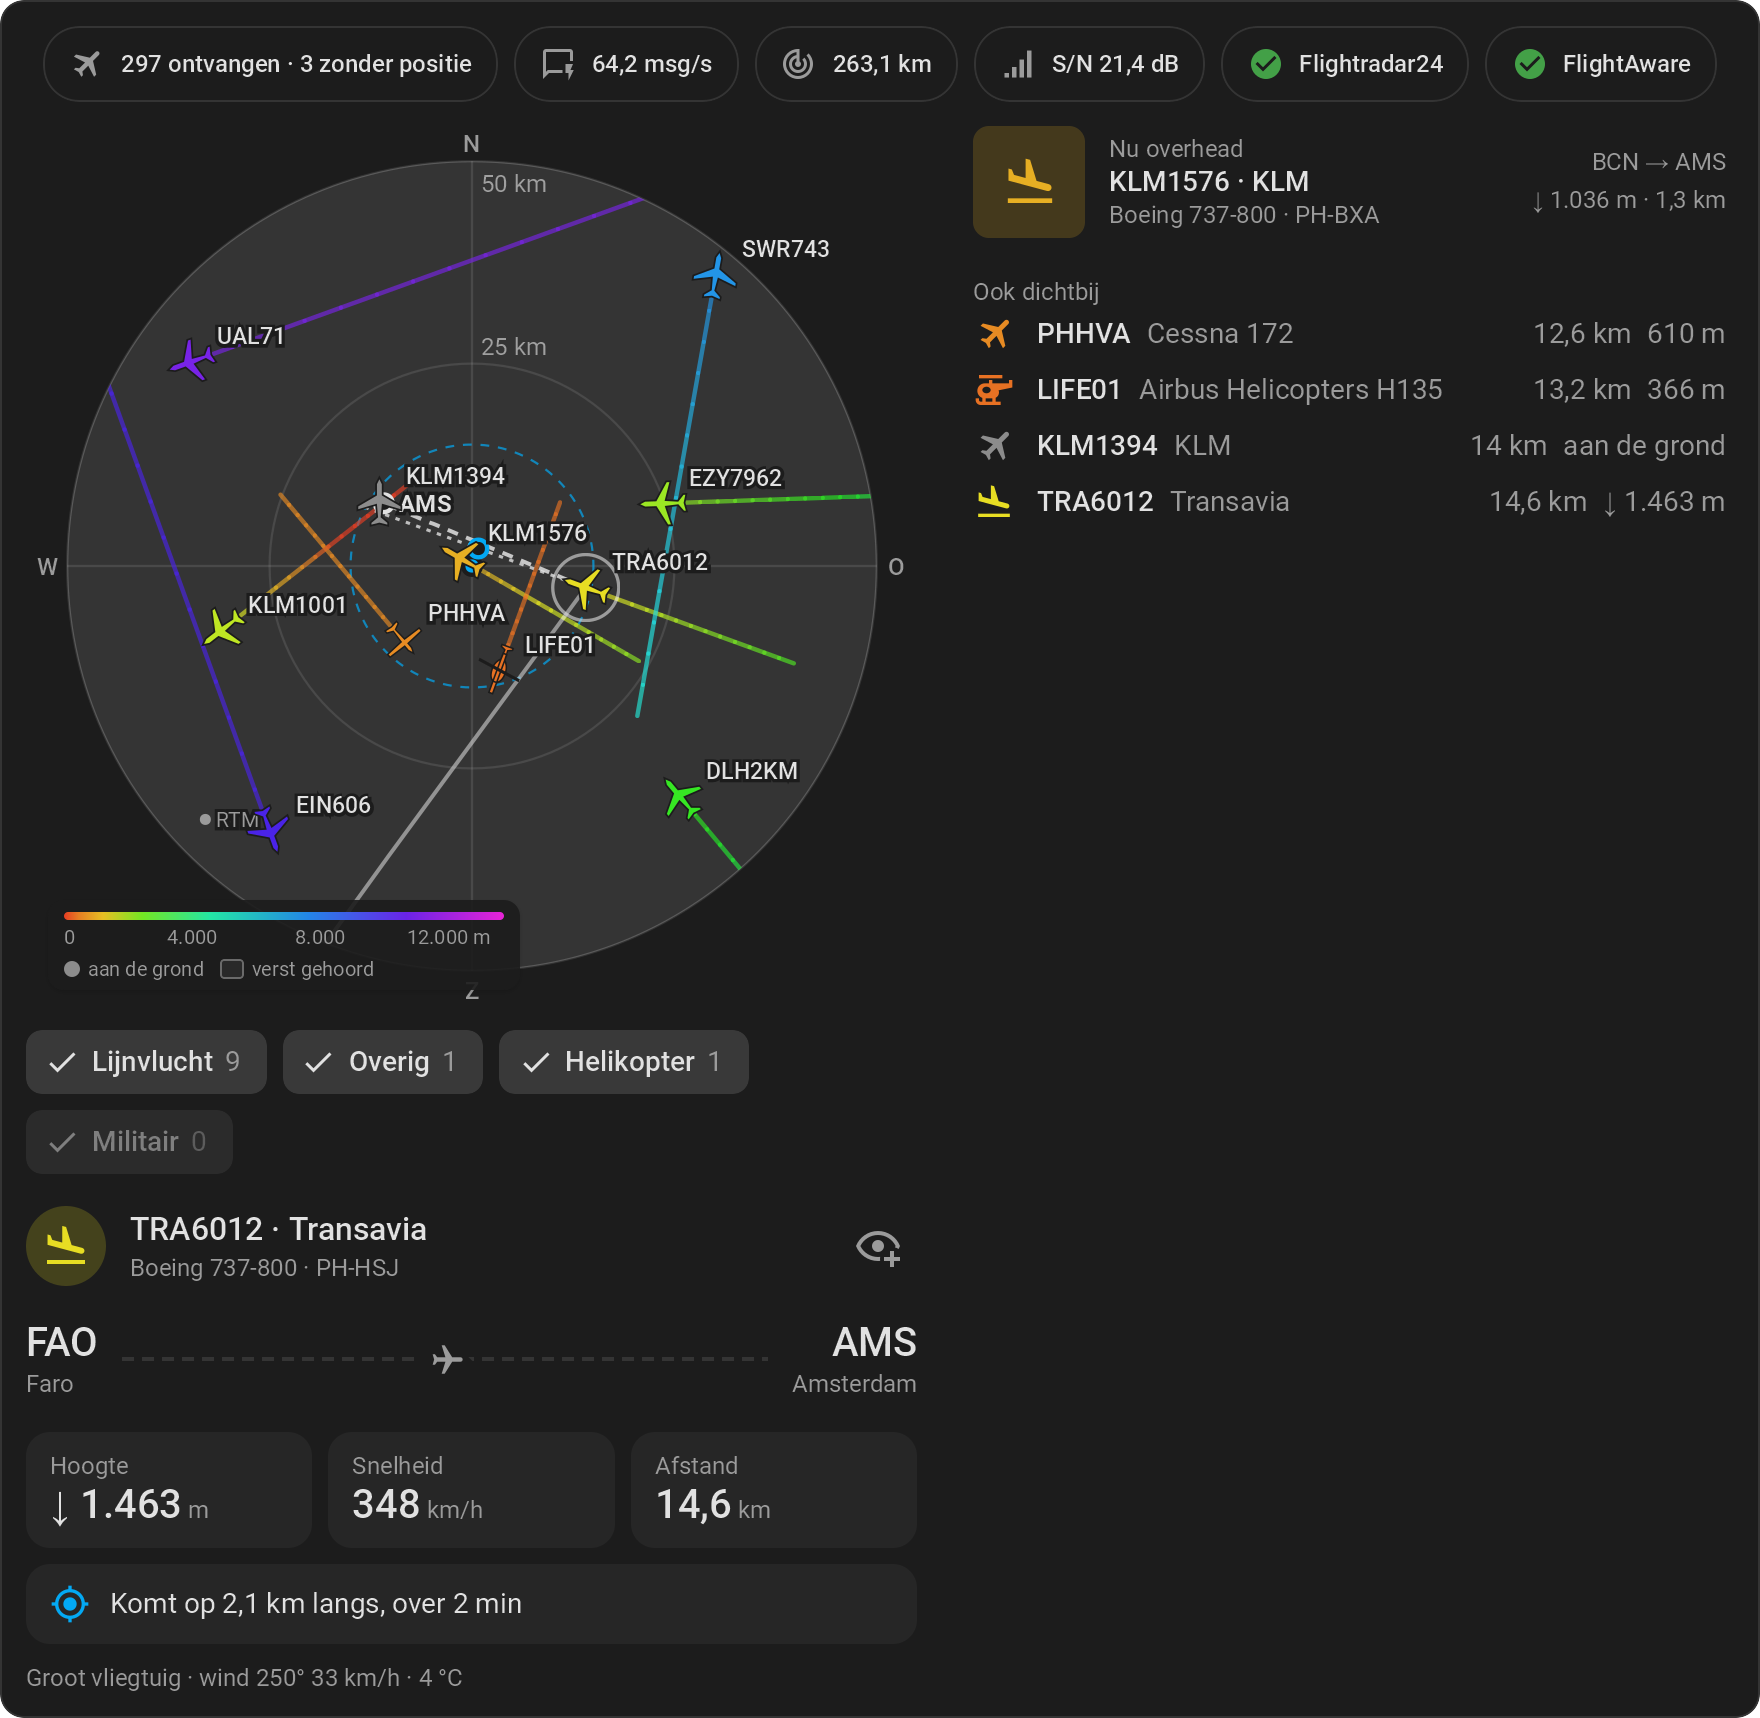 297 ontvangen · 3 zonder positie
64,2 msg/s
263,1 km
S/N 21,4 dB
Flightradar24
FlightAware
N
50 km
25 km
W
O
Z
SWR743
UAL71
KLM1394
AMS
EZY7962
KLM1576
TRA6012
KLM1001
PHHVA
LIFE01
DLH2KM
EIN606
RTM
0 4.000 8.000 12.000 m
aan de grond verst gehoord
Nu overhead
KLM1576 · KLM
Boeing 737-800 · PH-BXA
BCN → AMS
↓ 1.036 m · 1,3 km
Ook dichtbij
PHHVA Cessna 172 12,6 km 610 m
LIFE01 Airbus Helicopters H135 13,2 km 366 m
KLM1394 KLM 14 km aan de grond
TRA6012 Transavia 14,6 km ↓ 1.463 m
Lijnvlucht 9
Overig 1
Helikopter 1
Militair 0
TRA6012 · Transavia
Boeing 737-800 · PH-HSJ
FAO
Faro
AMS
Amsterdam
Hoogte
↓ 1.463 m
Snelheid
348 km/h
Afstand
14,6 km
Komt op 2,1 km langs, over 2 min
Groot vliegtuig · wind 250° 33 km/h · 4 °C